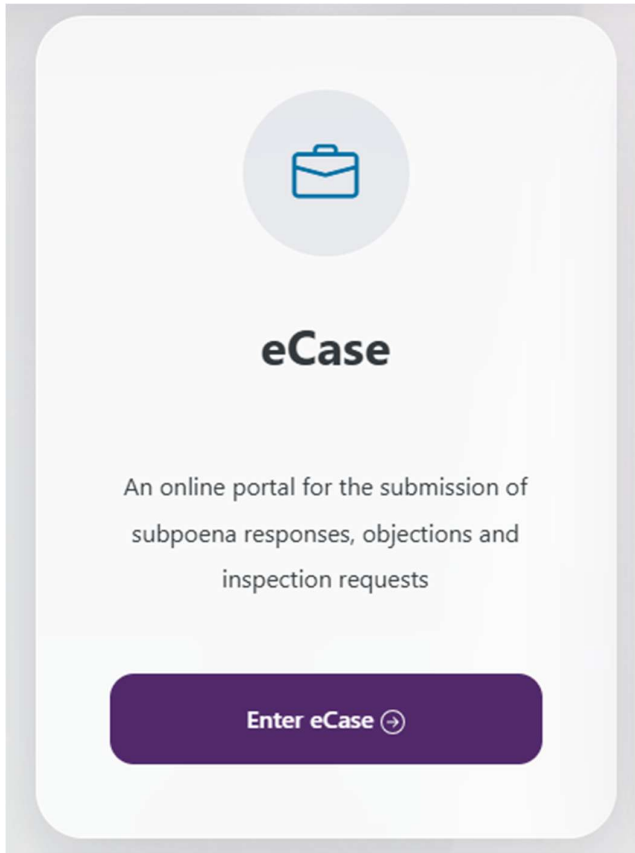 eCase
An online portal for the submission of
subpoena responses, objections and
inspection requests
Enter eCase